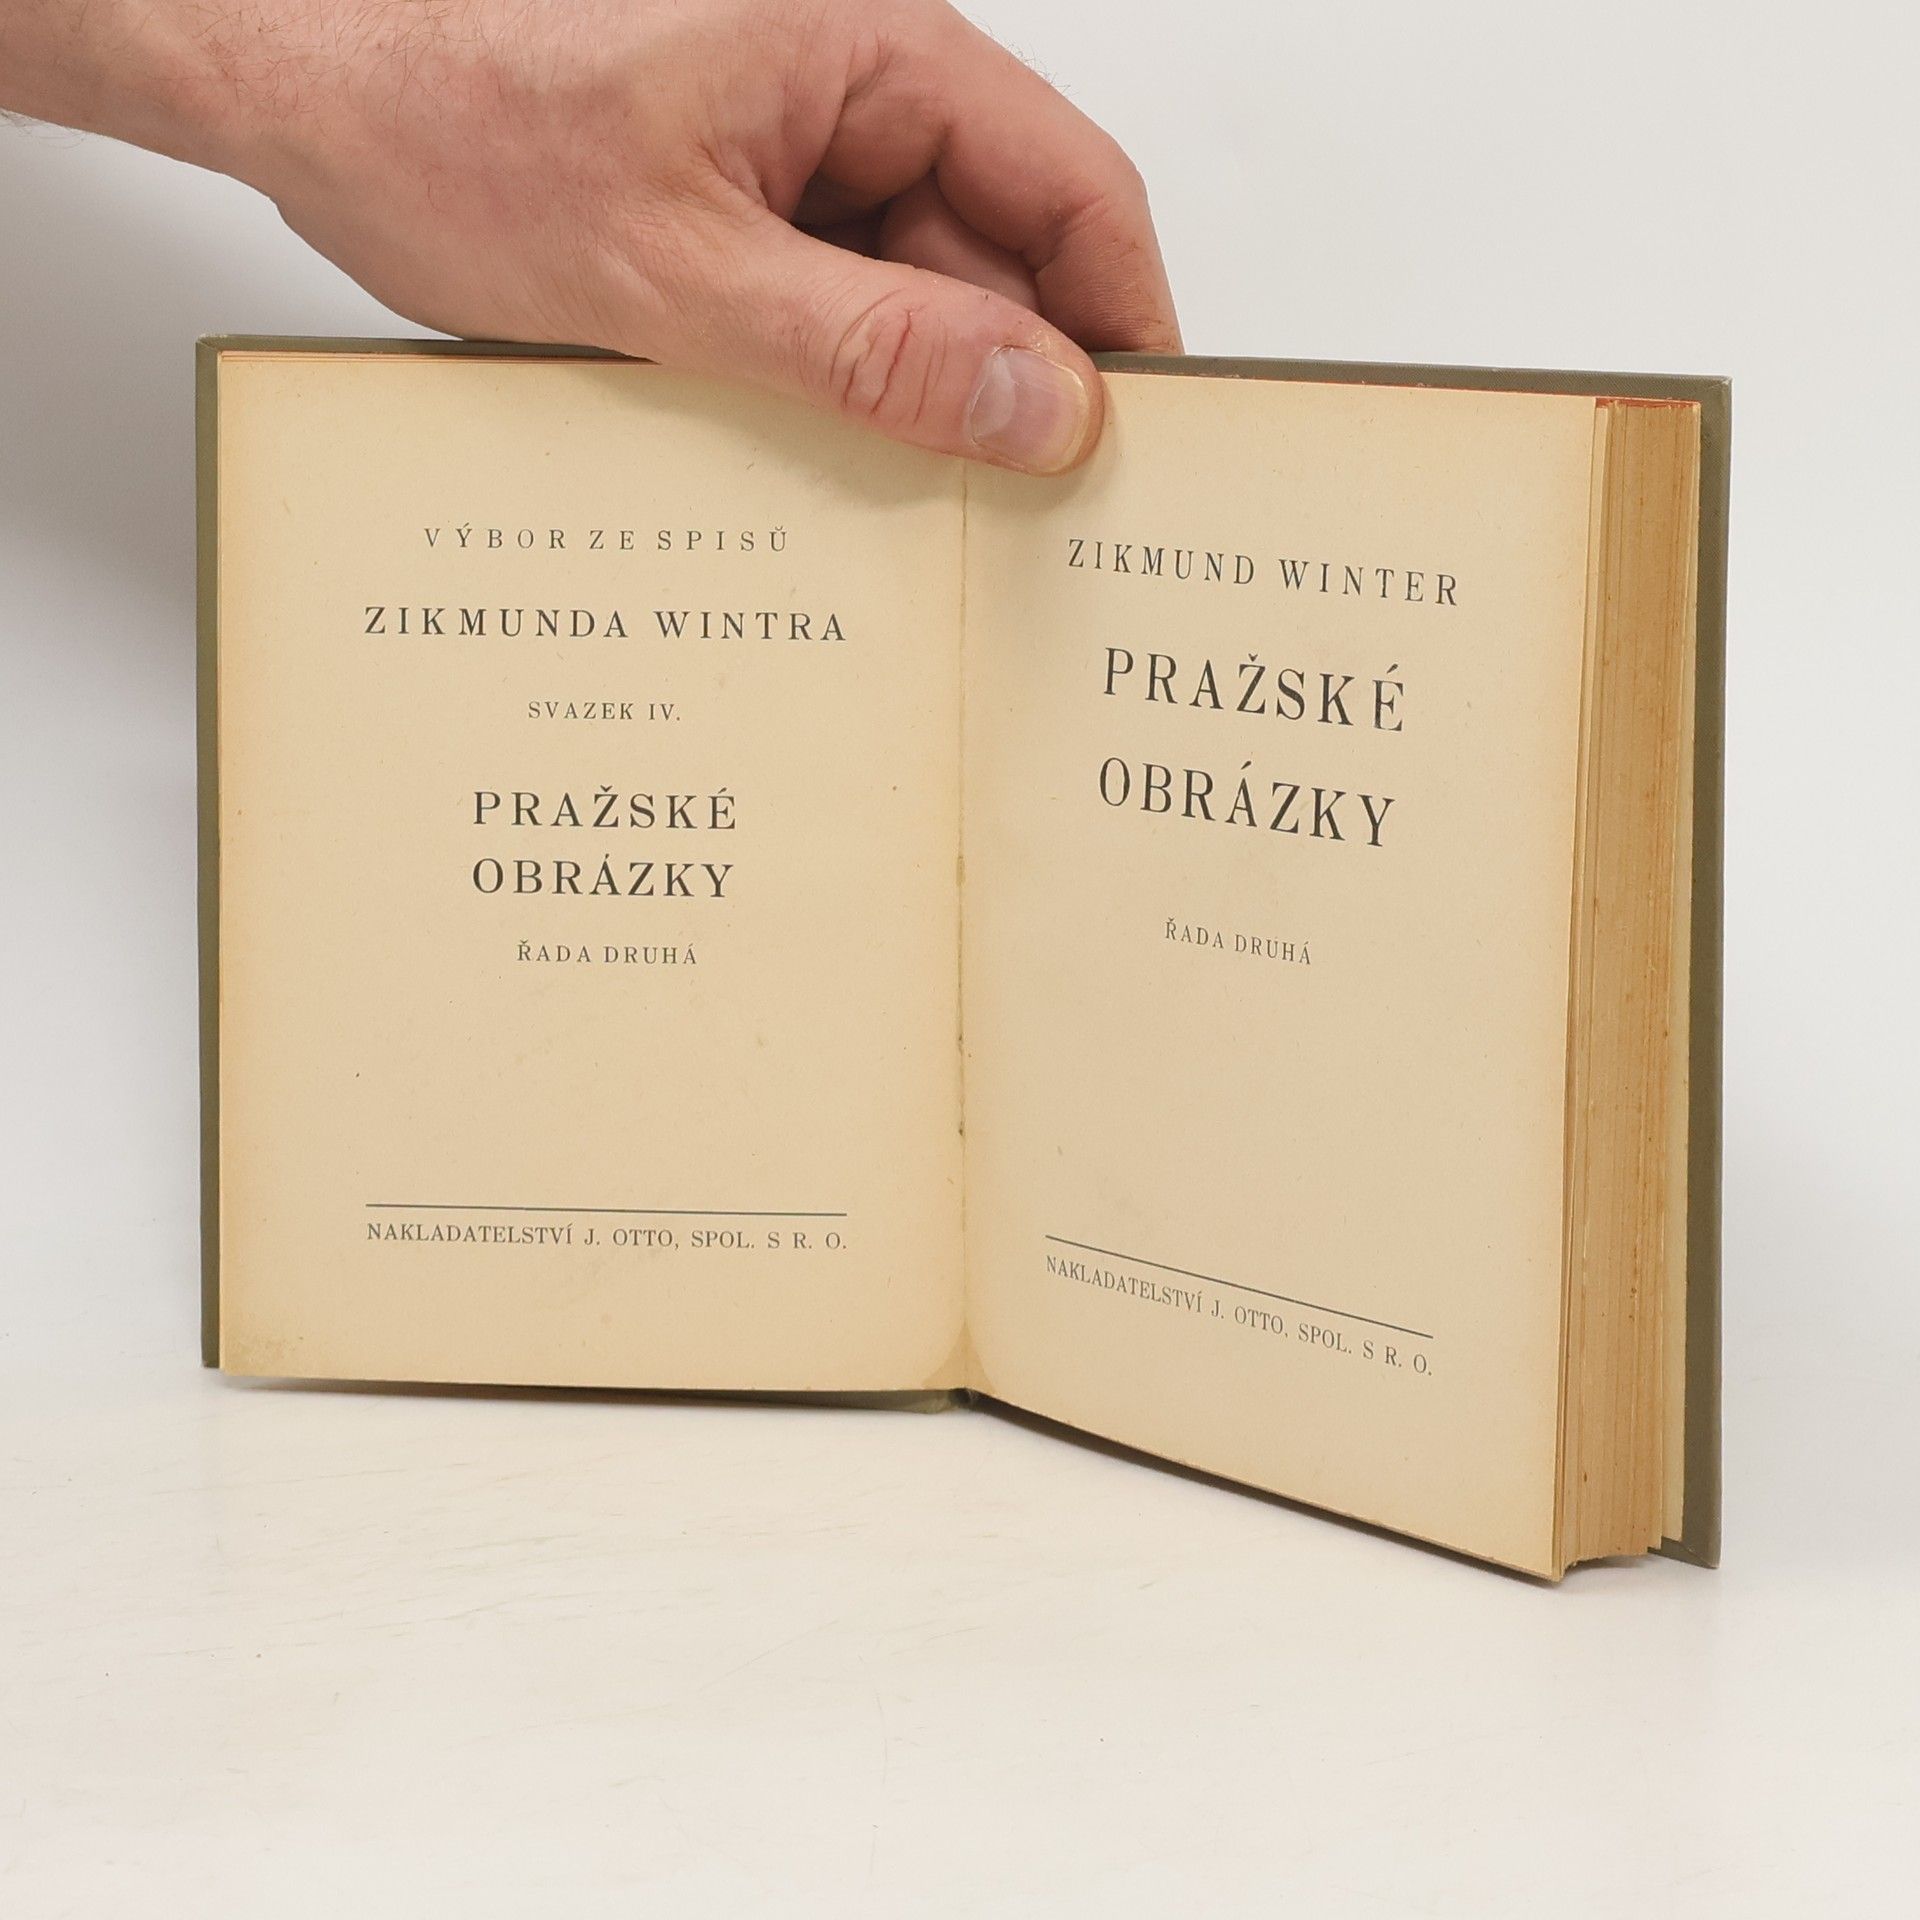 VÝBOR ZE SPISŮ
ZIKMUNDA WINTRA
SVAZEK IV.
PRAŽSKÉ
OBRÁZKY
ŘADA DRUHÁ
NAKLADATELSTVÍ J. OTTO, SPOL. S R. O.
ZIKMUND WINTER
PRAŽSKÉ
OBRÁZKY
ŘADA DRUHÁ
NAKLADATELSTVÍ J. OTTO, SPOL. S R. O.